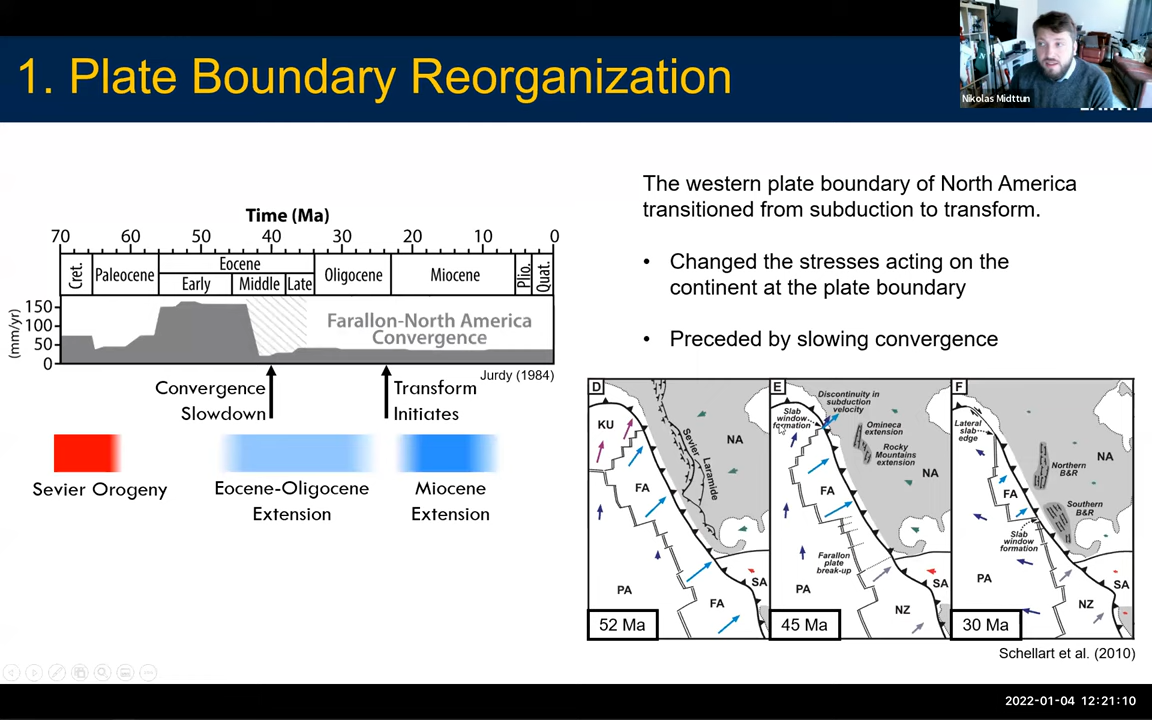 1. Plate Boundary Reorganization
Nikolas Midttun
Time (Ma)
70 60 50 40 30 20 10 0
Cret.
Paleocene
Eocene
Early
Middle
Late
Oligocene
Miocene
Plio.
Quat.
(mm/yr)
150
100
50
0
Farallon-North America
Convergence
Jurdy (1984)
Convergence
Slowdown
Transform
Initiates
Sevier Orogeny
Eocene-Oligocene
Extension
Miocene
Extension
The western plate boundary of North America
transitioned from subduction to transform.
• Changed the stresses acting on the
continent at the plate boundary
• Preceded by slowing convergence
D
KU
NA
Sevier
Laramide
FA
PA
SA
FA
52 Ma
E
Slab
window
formation
Discontinuity in
subduction
velocity
Omineca
extension
Rocky
Mountains
extension
NA
FA
Farallon
plate
break-up
PA
SA
NZ
45 Ma
F
Lateral
slab
edge
NA
Northern
B&R
FA
Southern
B&R
Slab
window
formation
PA
SA
NZ
30 Ma
Schellart et al. (2010)
2022-01-04 12:21:10